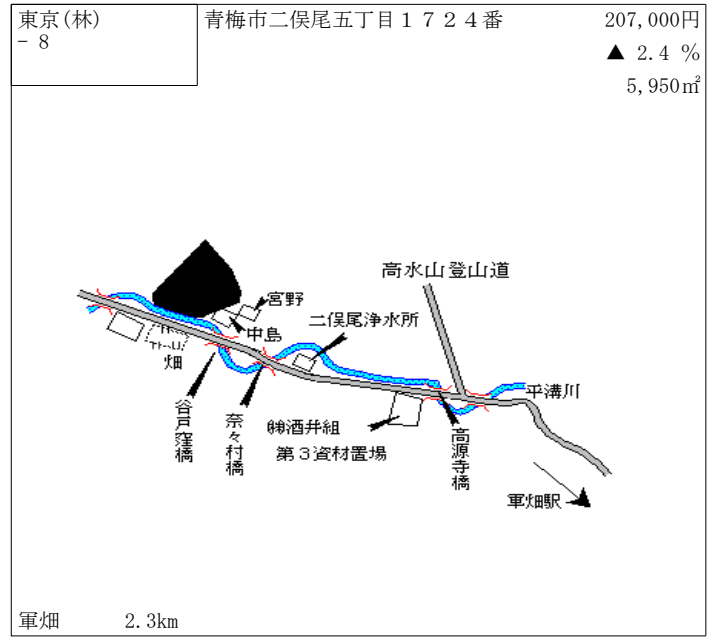 東京(林)
－８
青梅市二俣尾五丁目１７２４番
207,000円
▲ 2.4 %
5,950㎡
高水山登山道
宮野
中島
二俣尾浄水所
畑
平溝川
谷戸窪橋
奈々村橋
㈱酒井組
第３資材置場
高源寺橋
軍畑駅
軍畑 2.3km